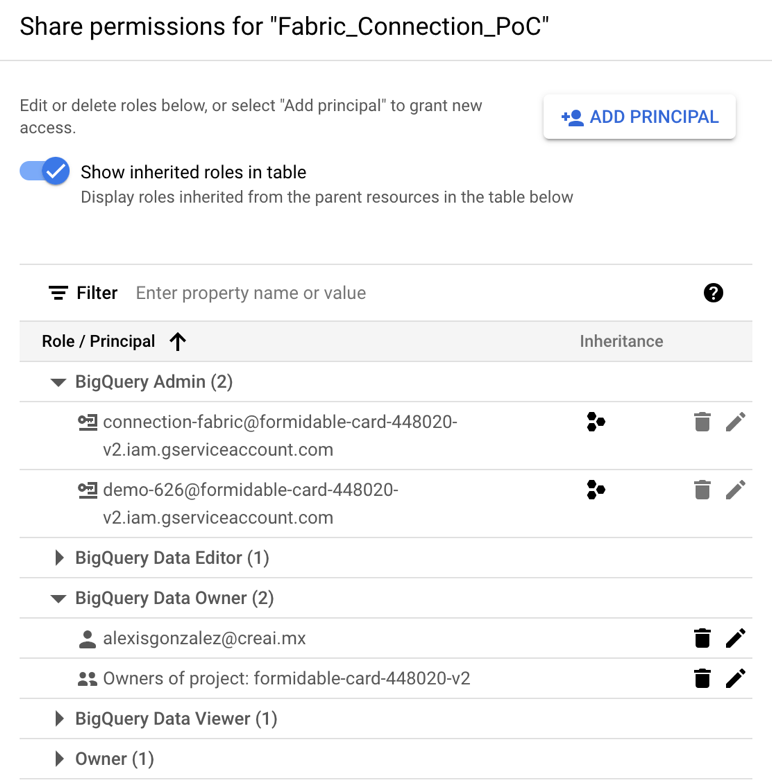 Share permissions for "Fabric_Connection_PoC"
Edit or delete roles below, or select "Add principal" to grant new
access.
ADD PRINCIPAL
Show inherited roles in table
Display roles inherited from the parent resources in the table below
Filter Enter property name or value
Role / Principal Inheritance
BigQuery Admin (2)
connection-fabric@formidable-card-448020-
v2.iam.gserviceaccount.com
demo-626@formidable-card-448020-
v2.iam.gserviceaccount.com
BigQuery Data Editor (1)
BigQuery Data Owner (2)
alexisgonzalez@creai.mx
Owners of project: formidable-card-448020-v2
BigQuery Data Viewer (1)
Owner (1)